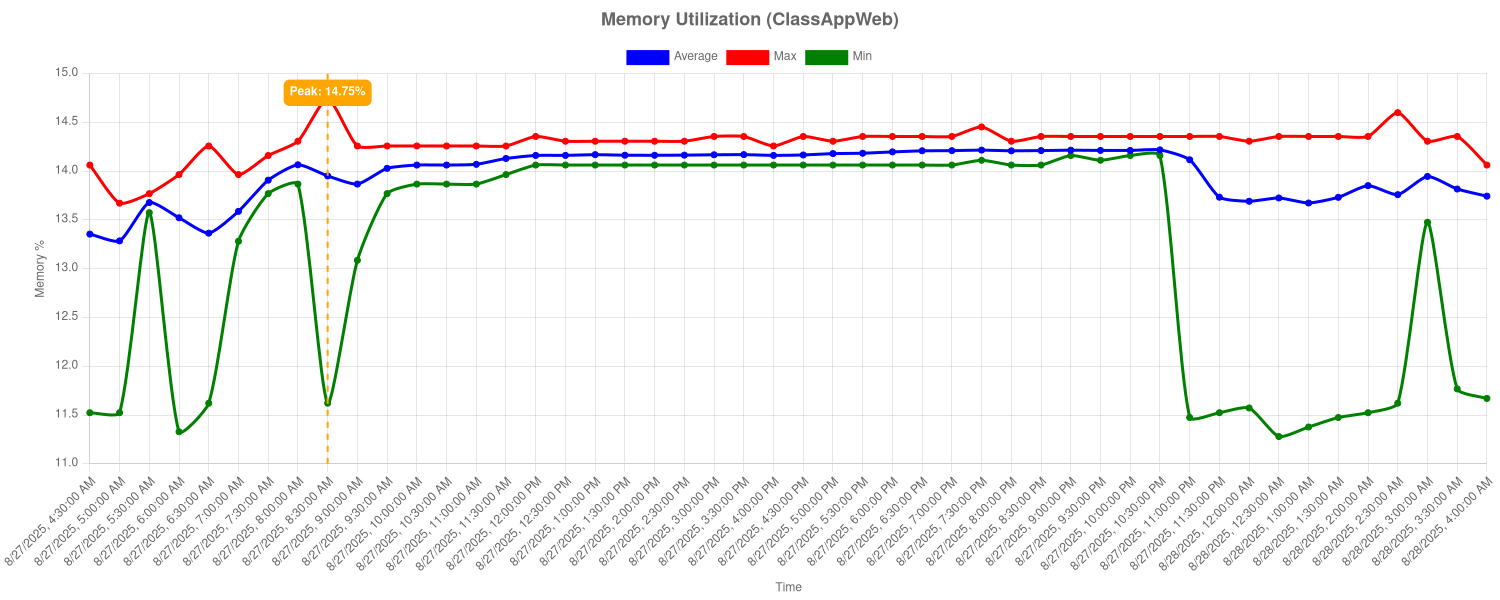 Memory Utilization (ClassAppWeb)
Average Max Min
Peak: 14.75%
15.0
14.5
14.0
13.5
13.0
12.5
12.0
11.5
11.0
Memory %
8/27/2025, 4:30:00 AM
8/27/2025, 5:00:00 AM
8/27/2025, 5:30:00 AM
8/27/2025, 6:00:00 AM
8/27/2025, 6:30:00 AM
8/27/2025, 7:00:00 AM
8/27/2025, 7:30:00 AM
8/27/2025, 8:00:00 AM
8/27/2025, 8:30:00 AM
8/27/2025, 9:00:00 AM
8/27/2025, 9:30:00 AM
8/27/2025, 10:00:00 AM
8/27/2025, 10:30:00 AM
8/27/2025, 11:00:00 AM
8/27/2025, 11:30:00 AM
8/27/2025, 12:00:00 PM
8/27/2025, 12:30:00 PM
8/27/2025, 1:00:00 PM
8/27/2025, 1:30:00 PM
8/27/2025, 2:00:00 PM
8/27/2025, 2:30:00 PM
8/27/2025, 3:00:00 PM
8/27/2025, 3:30:00 PM
8/27/2025, 4:00:00 PM
8/27/2025, 4:30:00 PM
8/27/2025, 5:00:00 PM
8/27/2025, 5:30:00 PM
8/27/2025, 6:00:00 PM
8/27/2025, 6:30:00 PM
8/27/2025, 7:00:00 PM
8/27/2025, 7:30:00 PM
8/27/2025, 8:00:00 PM
8/27/2025, 8:30:00 PM
8/27/2025, 9:00:00 PM
8/27/2025, 9:30:00 PM
8/27/2025, 10:00:00 PM
8/27/2025, 10:30:00 PM
8/27/2025, 11:00:00 PM
8/27/2025, 11:30:00 PM
8/28/2025, 12:00:00 AM
8/28/2025, 12:30:00 AM
8/28/2025, 1:00:00 AM
8/28/2025, 1:30:00 AM
8/28/2025, 2:00:00 AM
8/28/2025, 2:30:00 AM
8/28/2025, 3:00:00 AM
8/28/2025, 3:30:00 AM
8/28/2025, 4:00:00 AM
Time